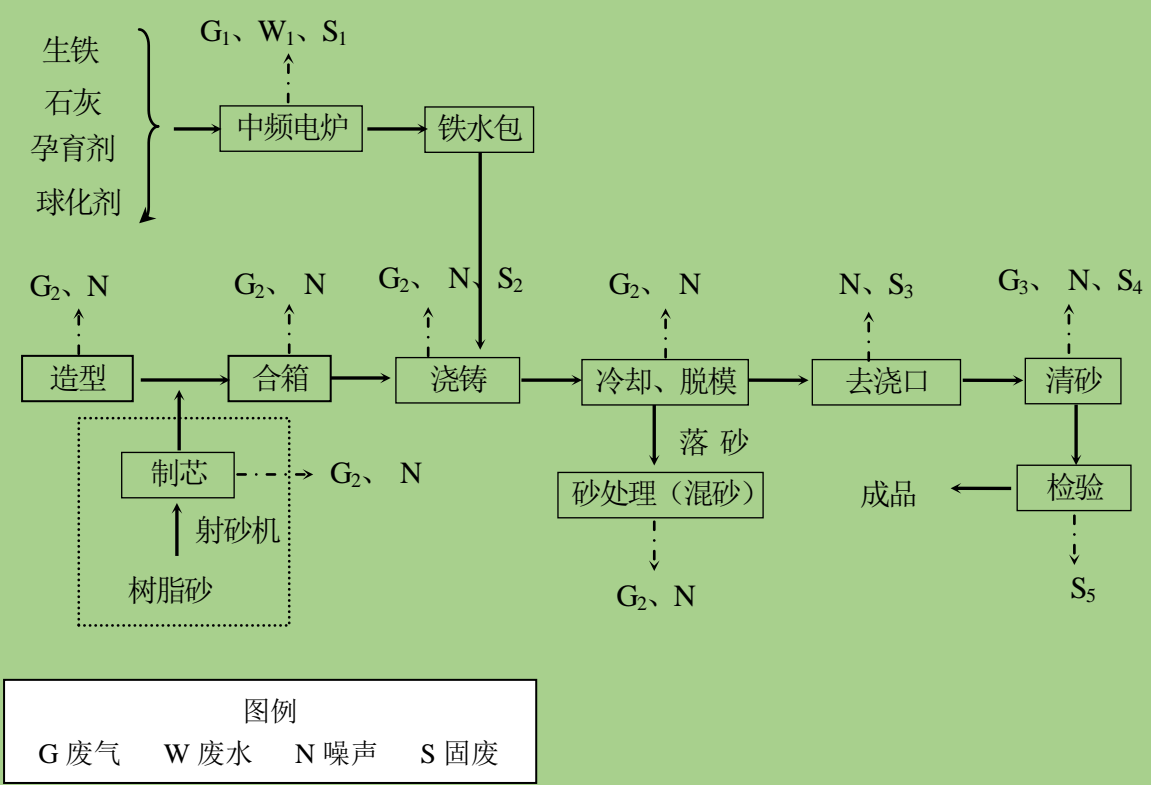 G₁、W₁、S₁
生铁
石灰
孕育剂
球化剂
中频电炉
铁水包
G₂、N
G₂、 N
G₂、 N、S₂
G₂、 N
N、S₃
G₃、 N、S₄
造型
合箱
浇铸
冷却、脱模
去浇口
清砂
制芯
G₂、 N
射砂机
树脂砂
落 砂
砂处理（混砂）
成品
检验
G₂、N
S₅
图例
G 废气 W 废水 N 噪声 S 固废